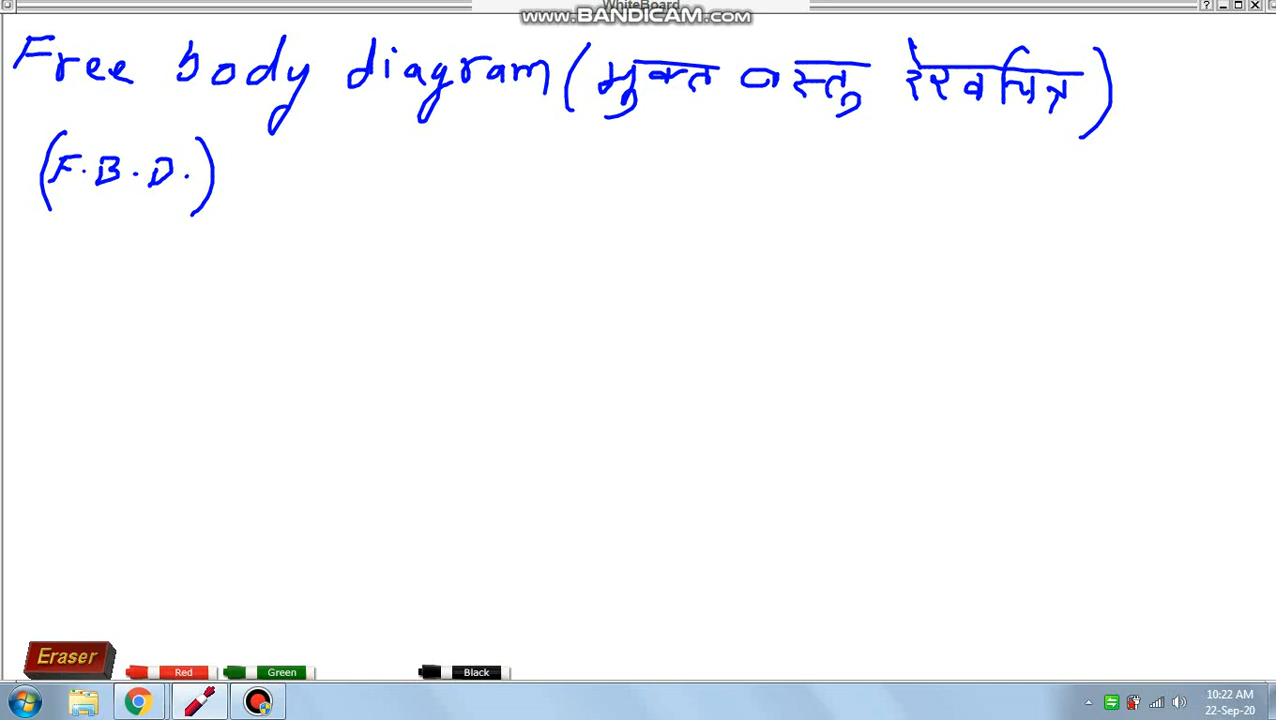 WhiteBoard
www.BANDICAM.com
Free body diagram (मुक्त वस्तु रेखचित्र)
(F.B.D.)
Eraser
Red
Green
Black
10:22 AM
22-Sep-20